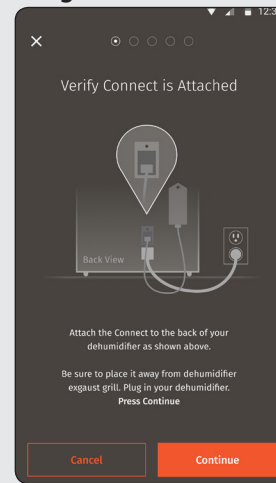 12:3
Verify Connect is Attached
Back View
Attach the Connect to the back of your
dehumidifier as shown above.
Be sure to place it away from dehumidifier
exgaust grill. Plug in your dehumidifier.
Press Continue
Cancel
Continue